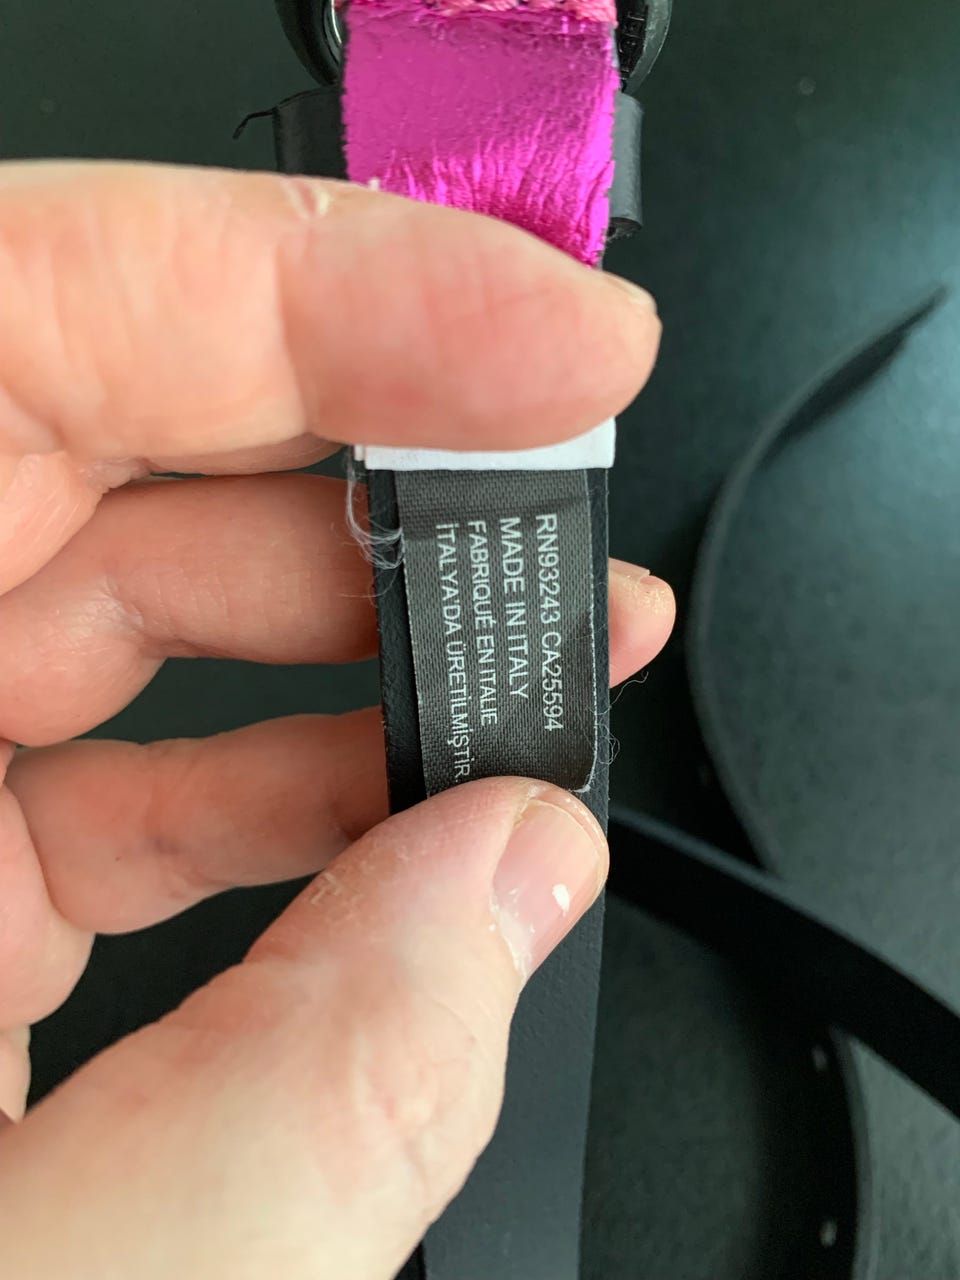 RN93243 CA25594
MADE IN ITALY
FABRIQUÉ EN ITALIE
İTALYA'DA ÜRETİLMİŞTİR.